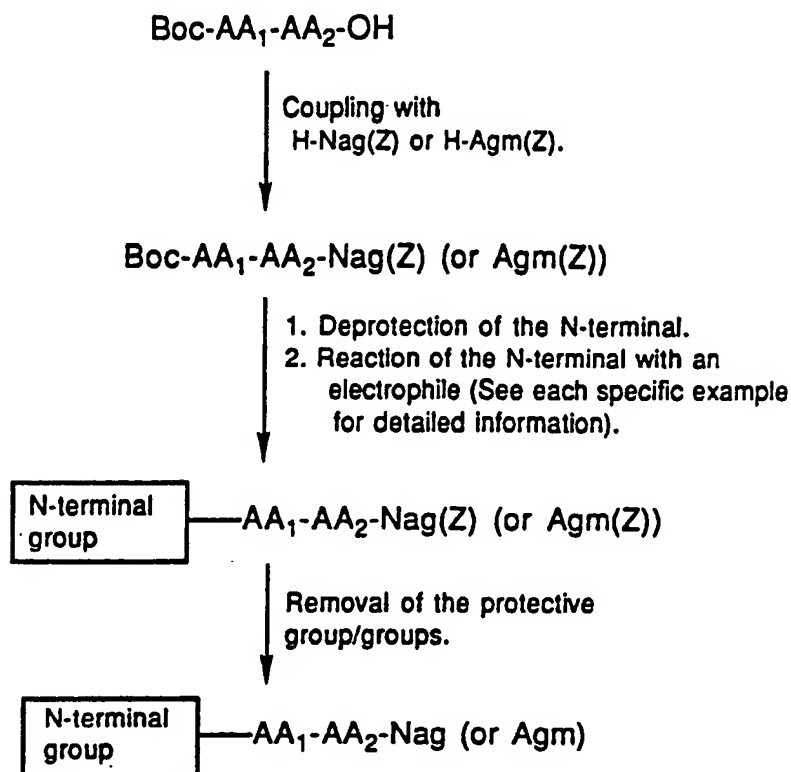 Boc-AA₁-AA₂-OH
Coupling with
H-Nag(Z) or H-Agm(Z).
Boc-AA₁-AA₂-Nag(Z) (or Agm(Z))
1. Deprotection of the N-terminal.
2. Reaction of the N-terminal with an
electrophile (See each specific example
for detailed information).
N-terminal
group
AA₁-AA₂-Nag(Z) (or Agm(Z))
Removal of the protective
group/groups.
N-terminal
group
AA₁-AA₂-Nag (or Agm)